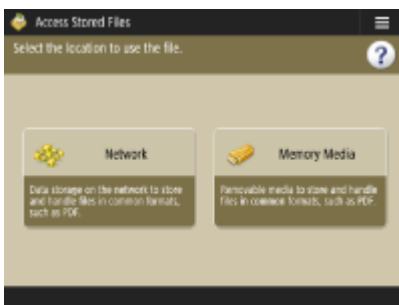 Access Stored Files
Select the location to use the file.
?
Network
Data storage on the network to store
and handle files in common formats,
such as PDF.
Memory Media
Removable media to store and handle
files in common formats, such as PDF.